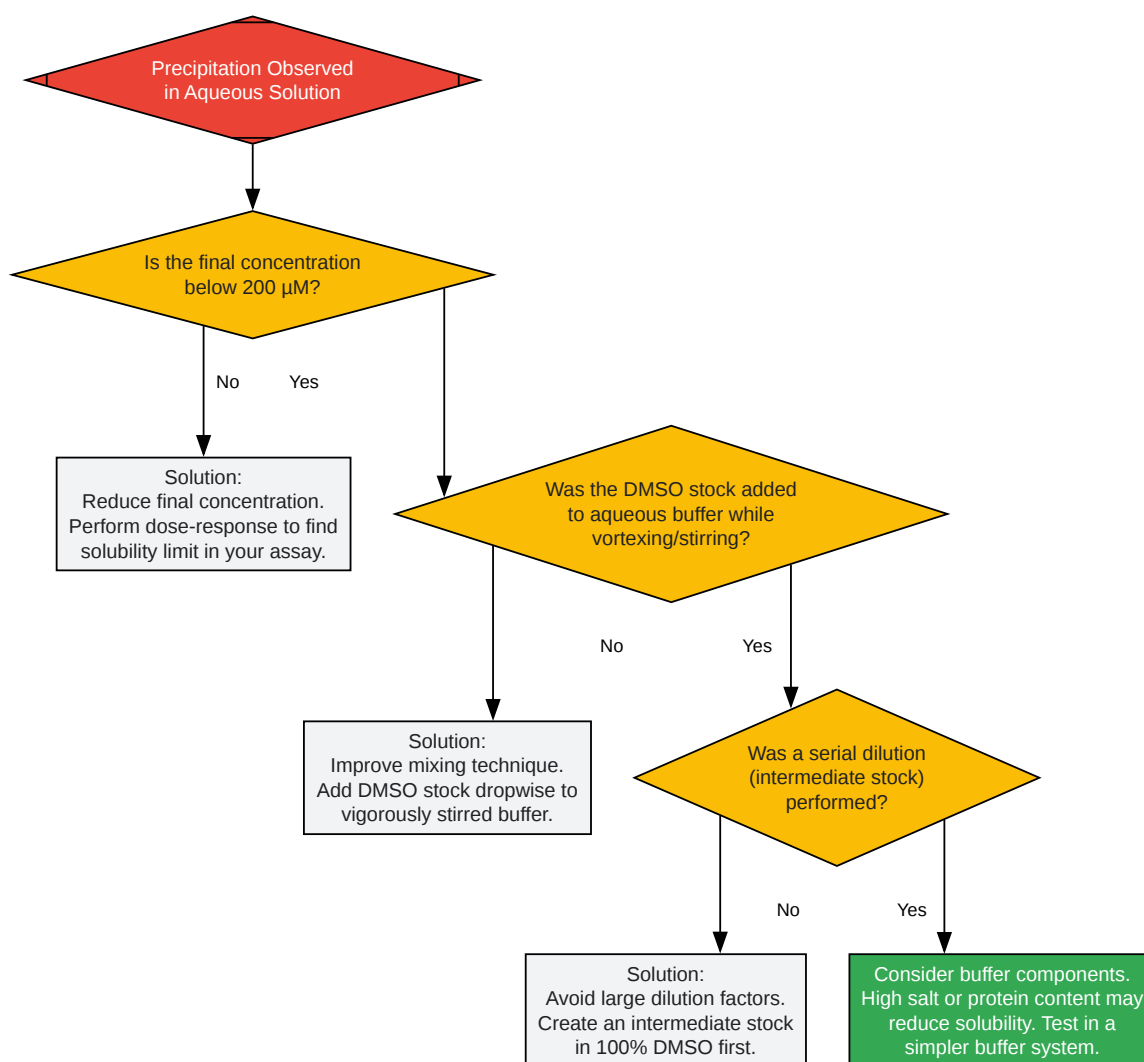 Precipitation Observed
in Aqueous Solution
Is the final concentration
below 200 µM?
No
Yes
Solution:
Reduce final concentration.
Perform dose-response to find
solubility limit in your assay.
Was the DMSO stock added
to aqueous buffer while
vortexing/stirring?
No
Yes
Solution:
Improve mixing technique.
Add DMSO stock dropwise to
vigorously stirred buffer.
Was a serial dilution
(intermediate stock)
performed?
No
Yes
Solution:
Avoid large dilution factors.
Create an intermediate stock
in 100% DMSO first.
Consider buffer components.
High salt or protein content may
reduce solubility. Test in a
simpler buffer system.